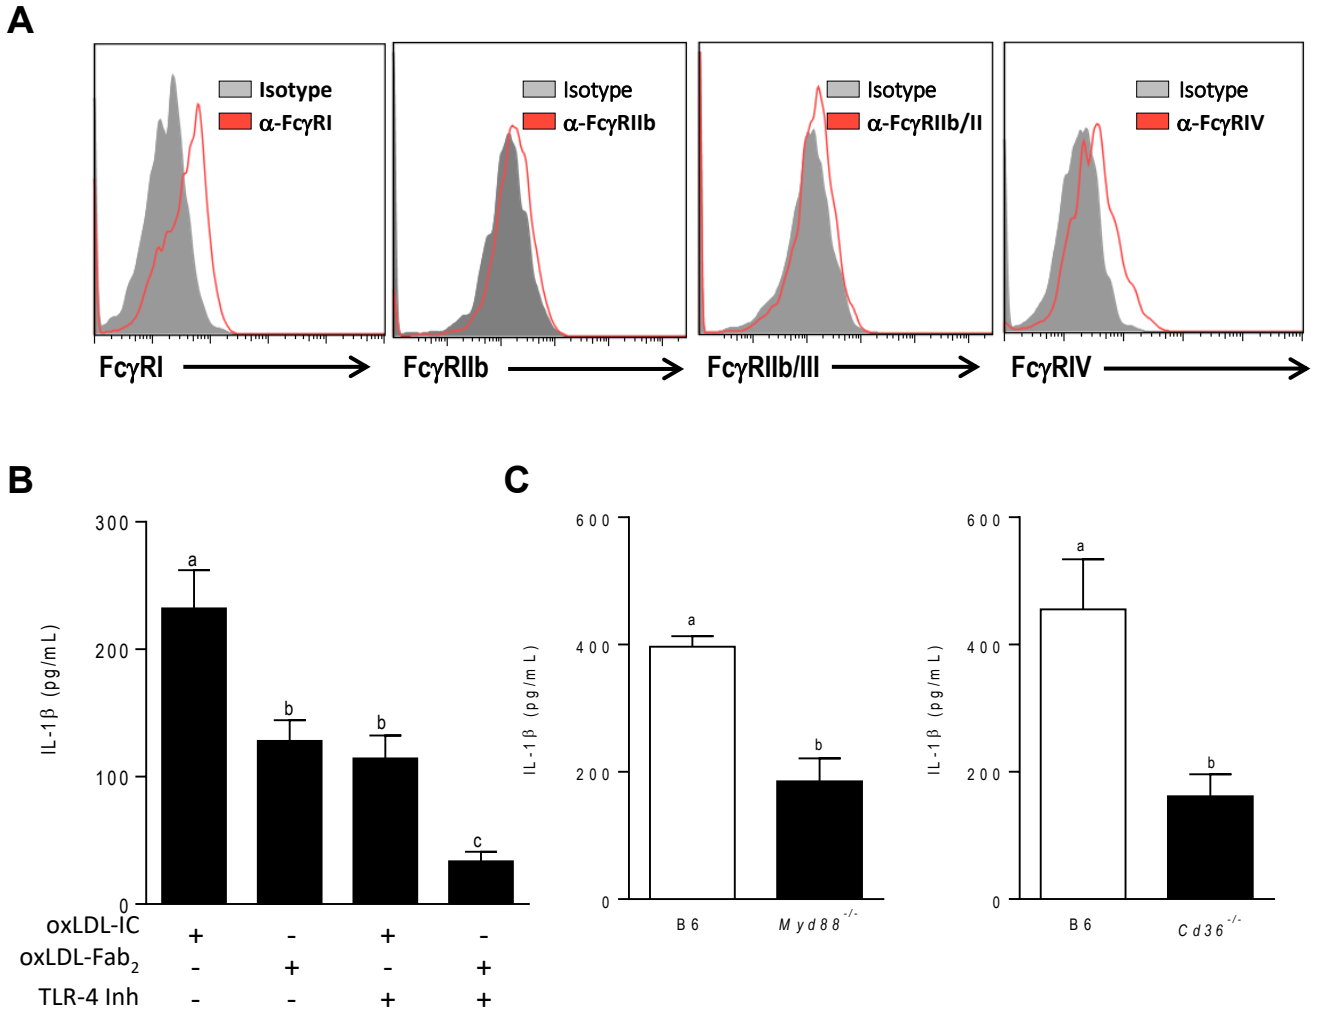 A
Isotype
α-FcγRI
Isotype
α-FcγRIIb
Isotype
α-FcγRIIb/II
Isotype
α-FcγRIV
FcγRI
FcγRIIb
FcγRIIb/III
FcγRIV
B
300
200
100
0
IL-1β (pg/mL)
a
b
b
c
oxLDL-IC + - + -
oxLDL-Fab2 - + - +
TLR-4 Inh - - + +
C
600
400
200
0
IL-1β (pg/mL)
a
b
B6
Myd88-/-
600
400
200
0
IL-1β (pg/mL)
a
b
B6
Cd36-/-